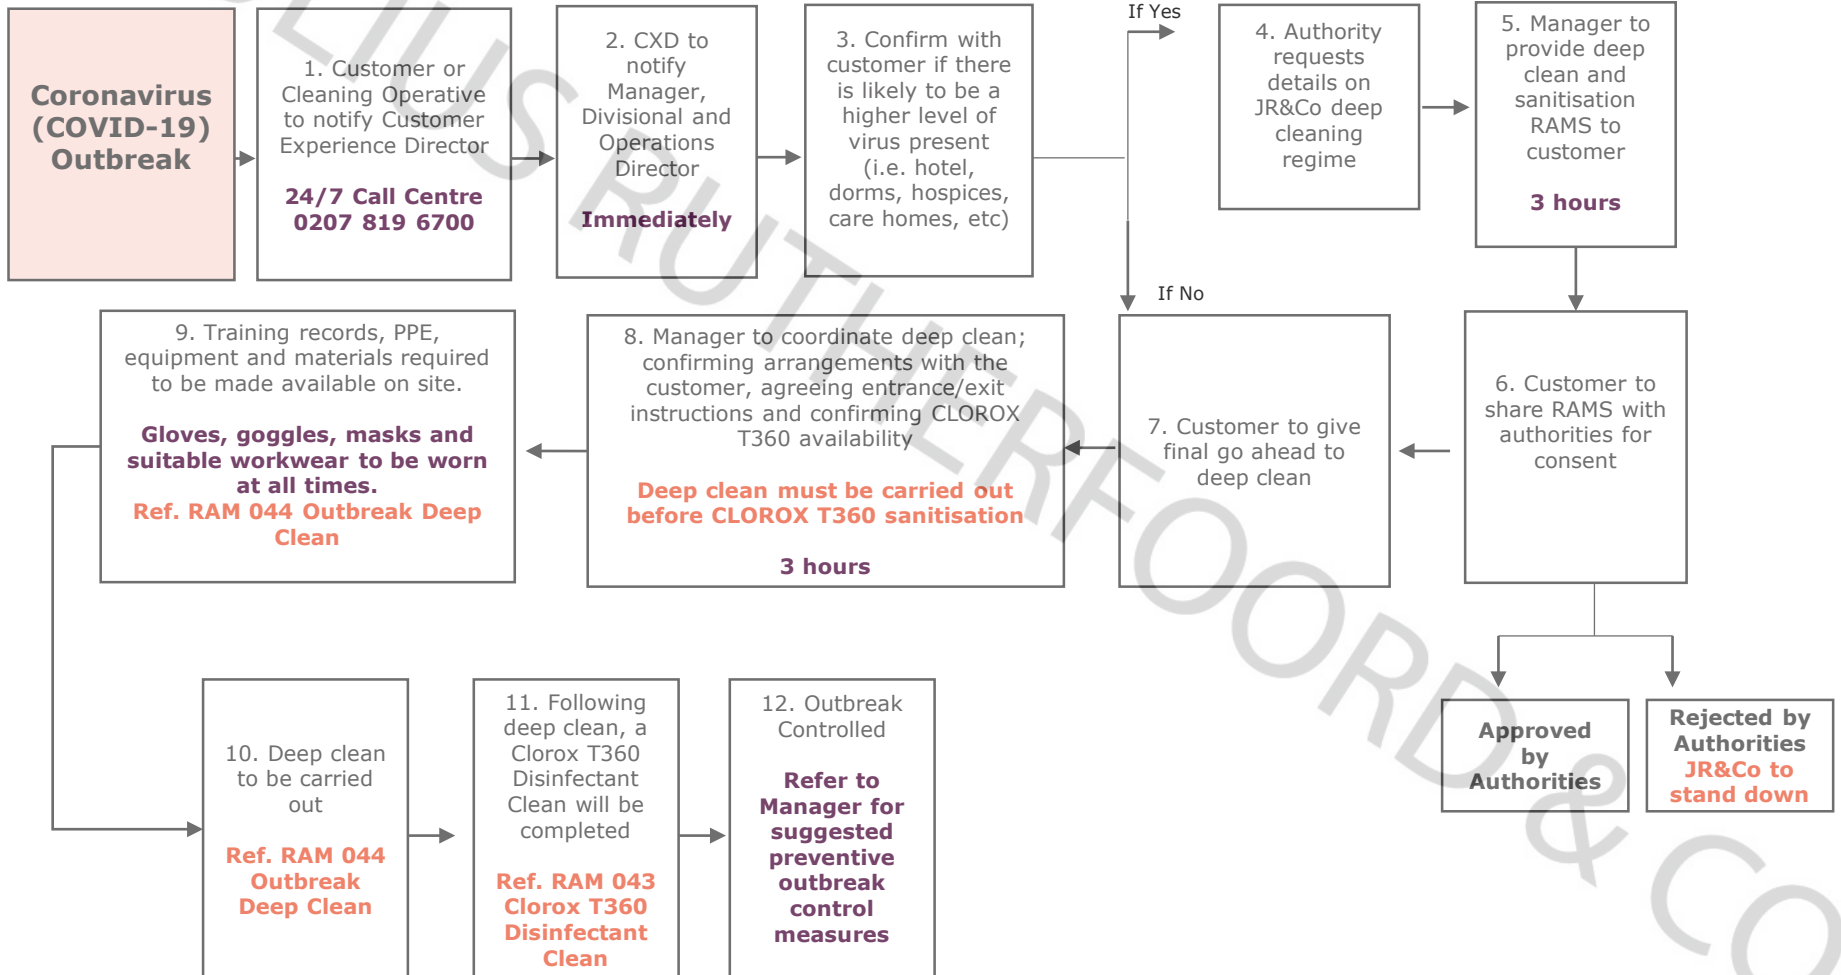 Coronavirus
(COVID-19)
Outbreak
1. Customer or
Cleaning Operative
to notify Customer
Experience Director
24/7 Call Centre
0207 819 6700
2. CXD to
notify
Manager,
Divisional and
Operations
Director
Immediately
3. Confirm with
customer if there
is likely to be a
higher level of
virus present
(i.e. hotel,
dorms, hospices,
care homes, etc)
If Yes
If No
4. Authority
requests
details on
JR&Co deep
cleaning
regime
5. Manager to
provide deep
clean and
sanitisation
RAMS to
customer
3 hours
6. Customer to
share RAMS with
authorities for
consent
Approved
by
Authorities
Rejected by
Authorities
JR&Co to
stand down
7. Customer to give
final go ahead to
deep clean
8. Manager to coordinate deep clean;
confirming arrangements with the
customer, agreeing entrance/exit
instructions and confirming CLOROX
T360 availability
Deep clean must be carried out
before CLOROX T360 sanitisation
3 hours
9. Training records, PPE,
equipment and materials required
to be made available on site.
Gloves, goggles, masks and
suitable workwear to be worn
at all times.
Ref. RAM 044 Outbreak Deep
Clean
10. Deep clean
to be carried
out
Ref. RAM 044
Outbreak
Deep Clean
11. Following
deep clean, a
Clorox T360
Disinfectant
Clean will be
completed
Ref. RAM 043
Clorox T360
Disinfectant
Clean
12. Outbreak
Controlled
Refer to
Manager for
suggested
preventive
outbreak
control
measures
LIUS RUTHERFOORD & CO